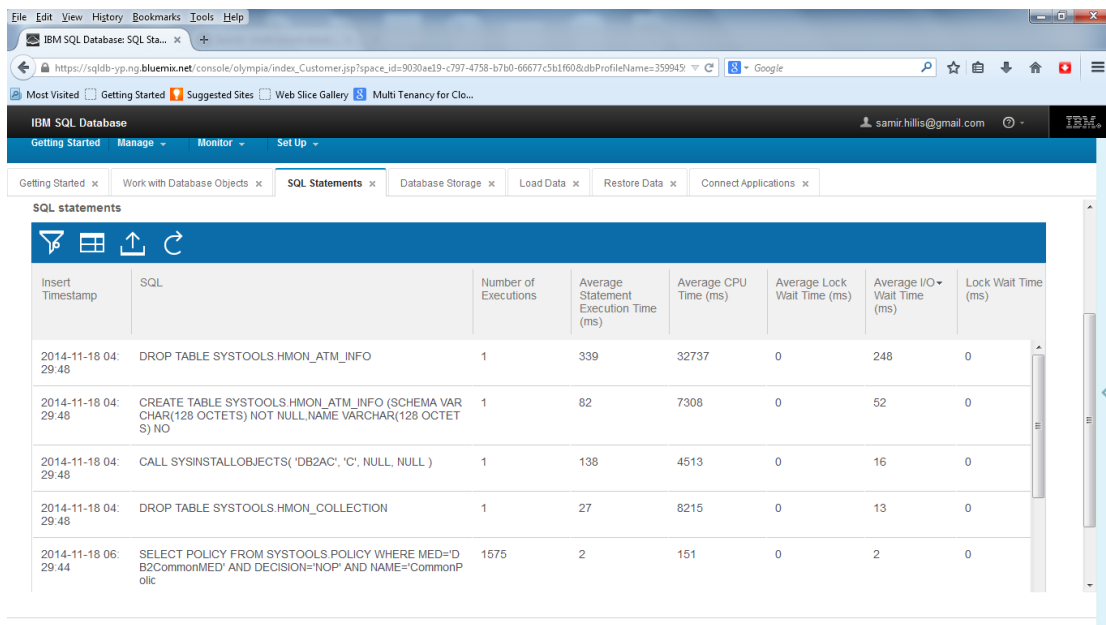 File Edit View History Bookmarks Tools Help
IBM SQL Database: SQL Sta... × +
https://sqldb-yp.ng.bluemix.net/console/olympia/index_Customer.jsp?space_id=9030ae19-c797-4758-b7b0-66677c5b1f60&dbProfileName=359945 Google
Most Visited Getting Started Suggested Sites Web Slice Gallery Multi Tenancy for Clo...
IBM SQL Database samir.hillis@gmail.com IBM
Getting Started Manage Monitor Set Up
Getting Started × Work with Database Objects × SQL Statements × Database Storage × Load Data × Restore Data × Connect Applications ×
SQL statements
Insert SQL Number of Average Average CPU Average Lock Average I/O Lock Wait Time
Timestamp Executions Statement Time (ms) Wait Time (ms) Wait Time (ms)
Execution Time (ms)
(ms)
2014-11-18 04: DROP TABLE SYSTOOLS.HMON_ATM_INFO 1 339 32737 0 248 0
29:48
2014-11-18 04: CREATE TABLE SYSTOOLS.HMON_ATM_INFO (SCHEMA VAR 1 82 7308 0 52 0
29:48 CHAR(128 OCTETS) NOT NULL,NAME VARCHAR(128 OCTET
S) NO
2014-11-18 04: CALL SYSINSTALLOBJECTS( 'DB2AC', 'C', NULL, NULL ) 1 138 4513 0 16 0
29:48
2014-11-18 04: DROP TABLE SYSTOOLS.HMON_COLLECTION 1 27 8215 0 13 0
29:48
2014-11-18 06: SELECT POLICY FROM SYSTOOLS.POLICY WHERE MED='D 1575 2 151 0 2 0
29:44 B2CommonMED' AND DECISION='NOP' AND NAME='CommonP
olic